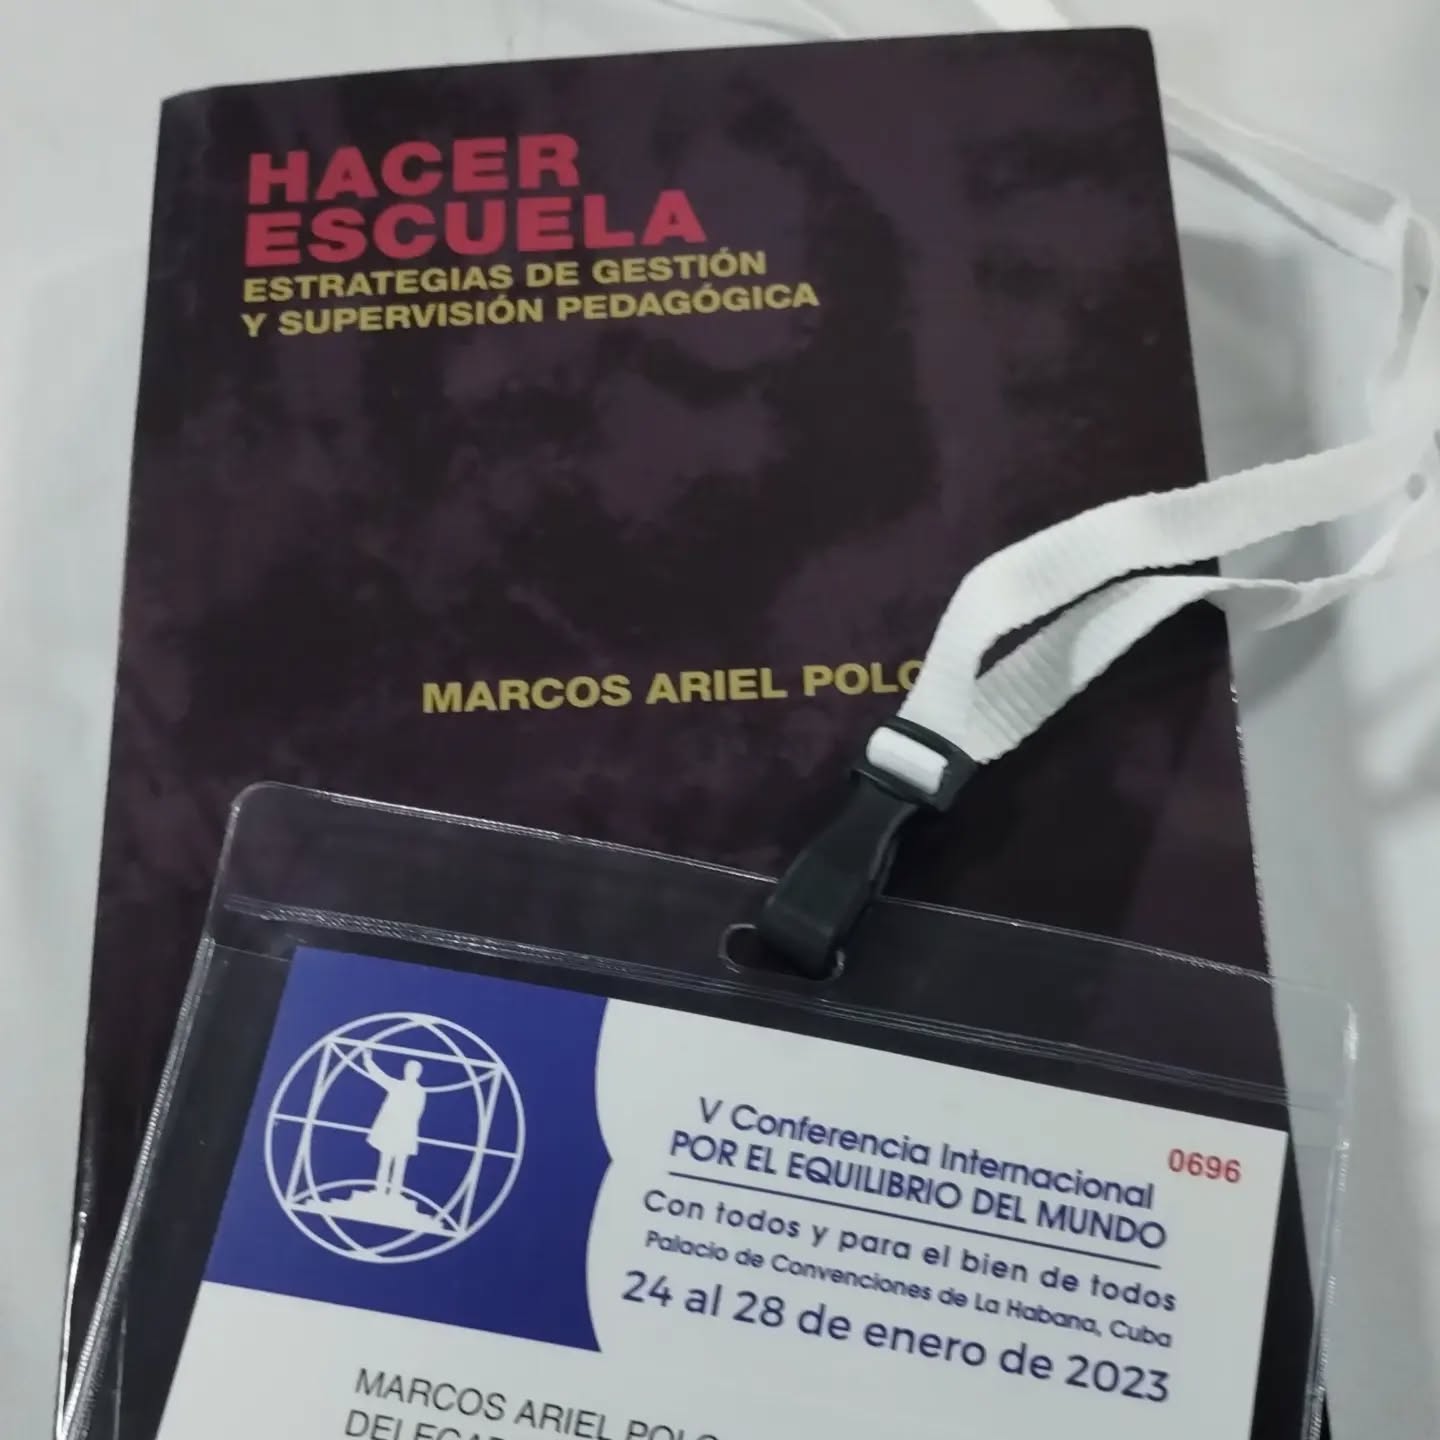 HACER
ESCUELA
ESTRATEGIAS DE GESTIÓN
Y SUPERVISIÓN PEDAGÓGICA
MARCOS ARIEL
V Conferencia Internacional
0696
POR EL EQUILIBRIO DEL MUNDO
Con todos y para el bien de todos
Palacio de Convenciones de La Habana, Cuba
24 al 28 de enero de 2023
MARCOS ARIEL